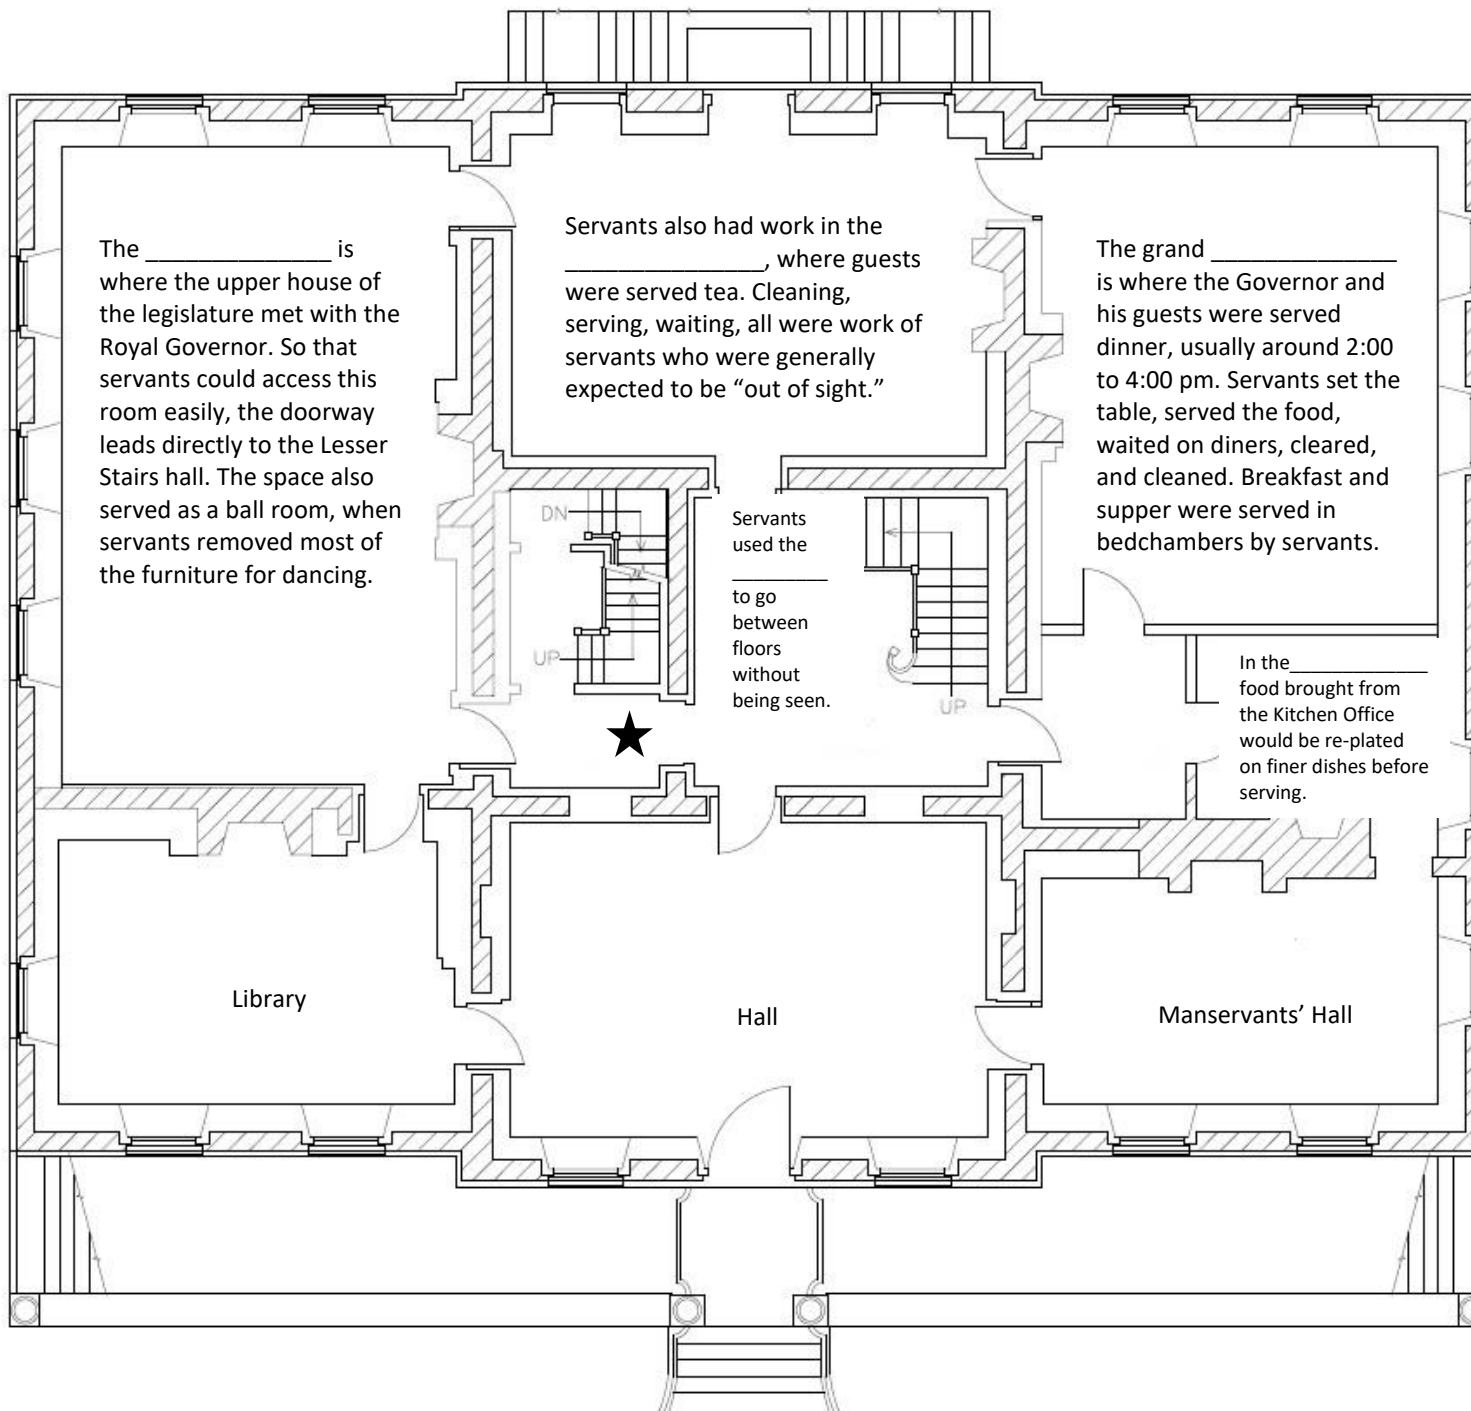 The ______________ is
where the upper house of
the legislature met with the
Royal Governor. So that
servants could access this
room easily, the doorway
leads directly to the Lesser
Stairs hall. The space also
served as a ball room, when
servants removed most of
the furniture for dancing.
Servants also had work in the
_______________, where guests
were served tea. Cleaning,
serving, waiting, all were work of
servants who were generally
expected to be “out of sight.”
The grand ______________
is where the Governor and
his guests were served
dinner, usually around 2:00
to 4:00 pm. Servants set the
table, served the food,
waited on diners, cleared,
and cleaned. Breakfast and
supper were served in
bedchambers by servants.
DN
UP
Servants
used the
_________
to go
between
floors
without
being seen.
UP
In the_____________
food brought from
the Kitchen Office
would be re-plated
on finer dishes before
serving.
Library
Hall
Manservants’ Hall